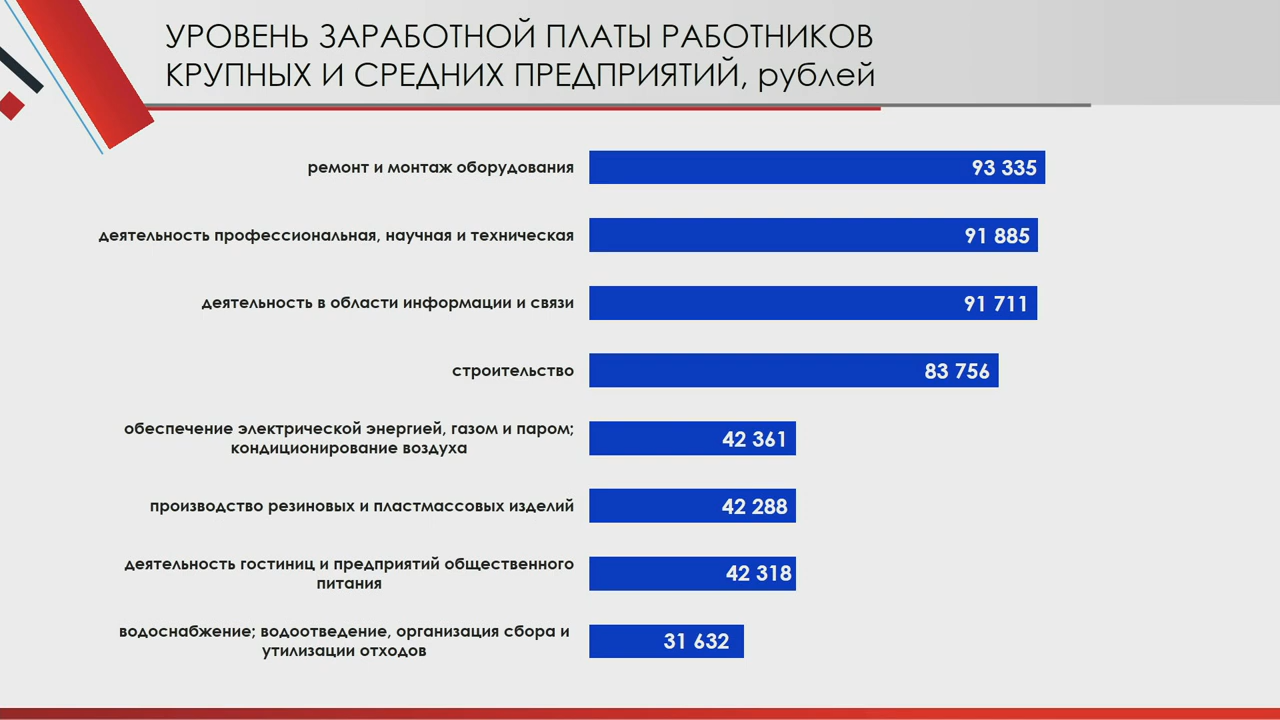 УРОВЕНЬ ЗАРАБОТНОЙ ПЛАТЫ РАБОТНИКОВ
КРУПНЫХ И СРЕДНИХ ПРЕДПРИЯТИЙ, рублей
ремонт и монтаж оборудования
93 335
деятельность профессиональная, научная и техническая
91 885
деятельность в области информации и связи
91 711
строительство
83 756
обеспечение электрической энергией, газом и паром;
кондиционирование воздуха
42 361
производство резиновых и пластмассовых изделий
42 288
деятельность гостиниц и предприятий общественного
питания
42 318
водоснабжение; водоотведение, организация сбора и
утилизации отходов
31 632